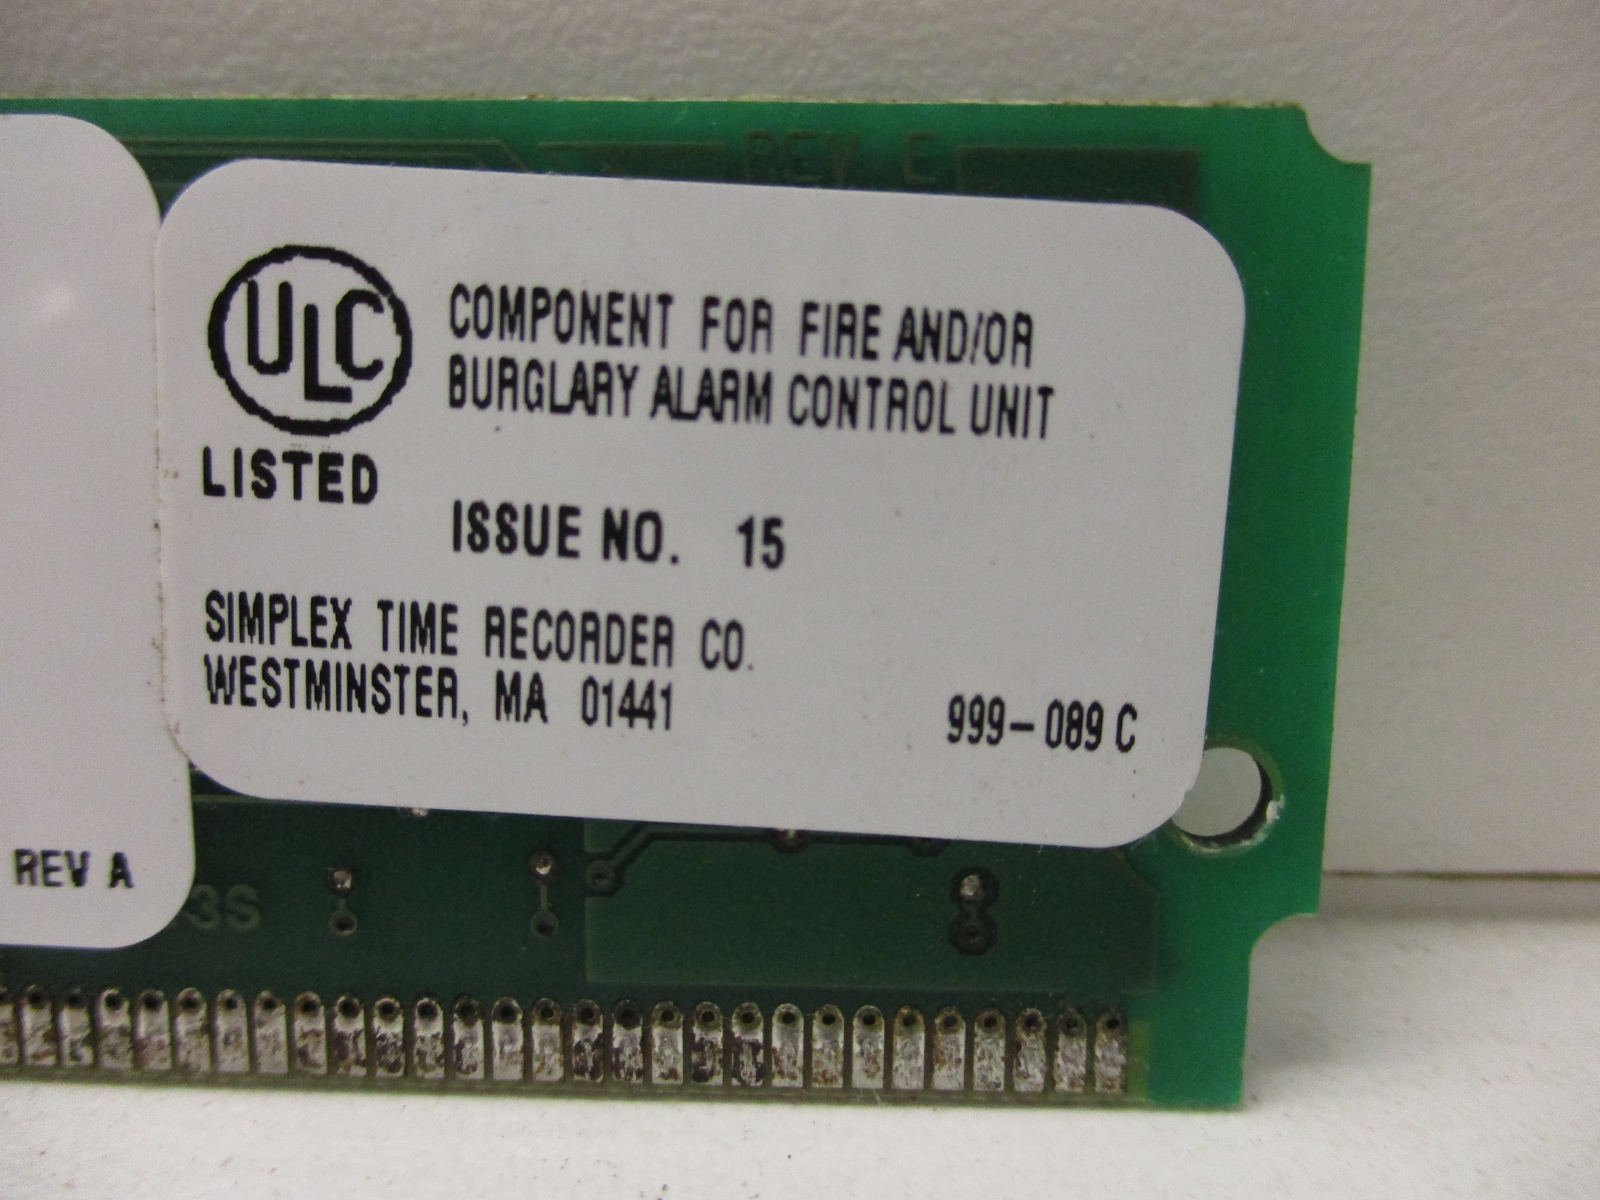 REV E
ULC
LISTED
COMPONENT FOR FIRE AND/OR
BURGLARY ALARM CONTROL UNIT
ISSUE NO. 15
SIMPLEX TIME RECORDER CO.
WESTMINSTER, MA 01441
999-089 C
REV A
3S